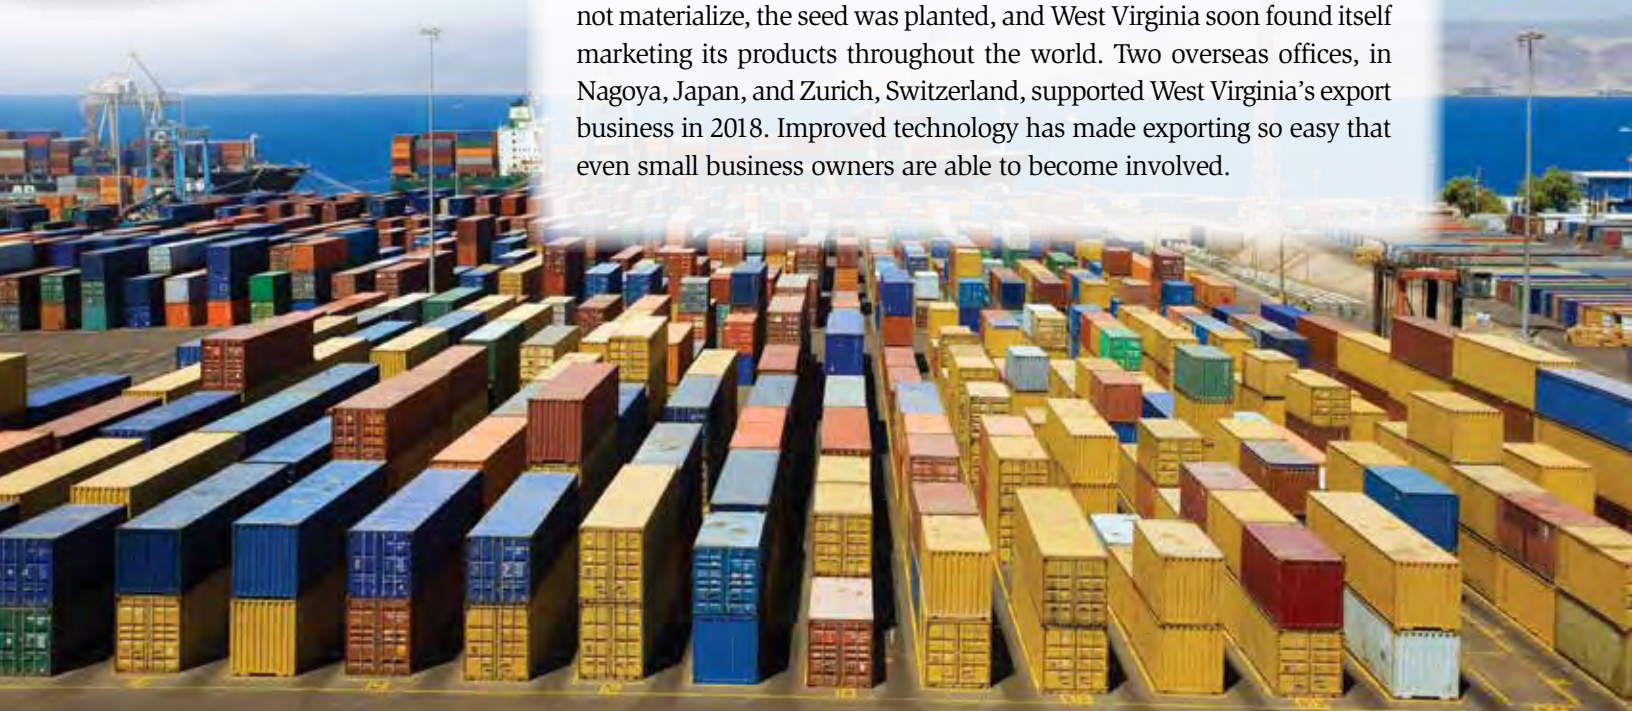 not materialize, the seed was planted, and West Virginia soon found itself
marketing its products throughout the world. Two overseas offices, in
Nagoya, Japan, and Zurich, Switzerland, supported West Virginia’s export
business in 2018. Improved technology has made exporting so easy that
even small business owners are able to become involved.